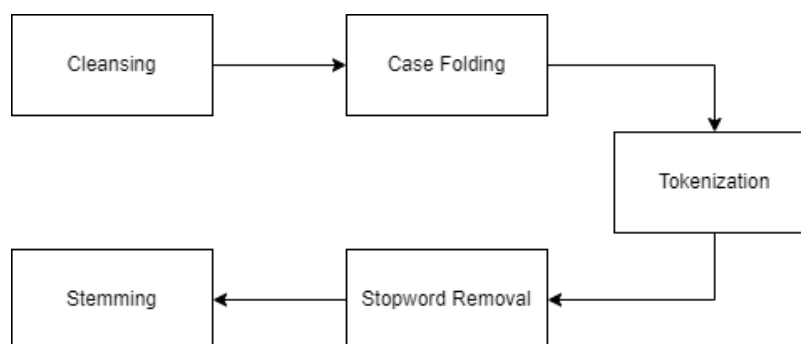 Cleansing
Case Folding
Tokenization
Stopword Removal
Stemming